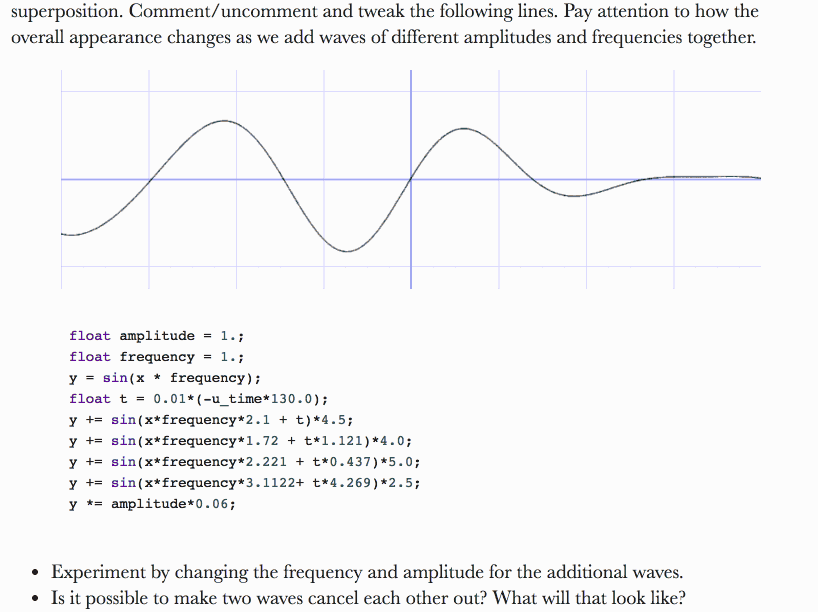 superposition. Comment/uncomment and tweak the following lines. Pay attention to how the
overall appearance changes as we add waves of different amplitudes and frequencies together.
float amplitude = 1.;
float frequency = 1.;
y = sin(x * frequency);
float t = 0.01*(-u_time*130.0);
y += sin(x*frequency*2.1 + t)*4.5;
y += sin(x*frequency*1.72 + t*1.121)*4.0;
y += sin(x*frequency*2.221 + t*0.437)*5.0;
y += sin(x*frequency*3.1122+ t*4.269)*2.5;
y *= amplitude*0.06;
• Experiment by changing the frequency and amplitude for the additional waves.
• Is it possible to make two waves cancel each other out? What will that look like?